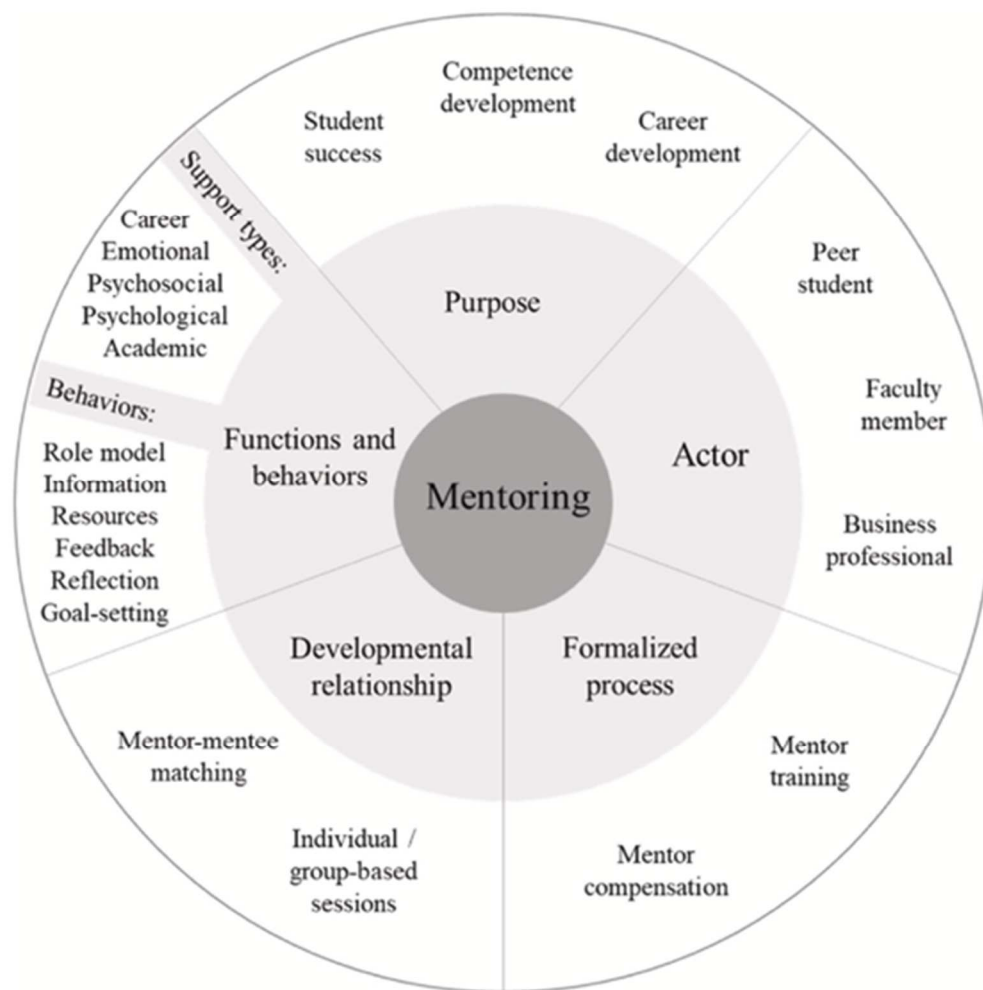 Competence
development
Student
success
Career
development
Support types:
Career
Emotional
Psychosocial
Psychological
Academic
Behaviors:
Role model
Information
Resources
Feedback
Reflection
Goal-setting
Purpose
Peer
student
Faculty
member
Business
professional
Actor
Functions and
behaviors
Mentoring
Developmental
relationship
Formalized
process
Mentor-mentee
matching
Individual /
group-based
sessions
Mentor
training
Mentor
compensation